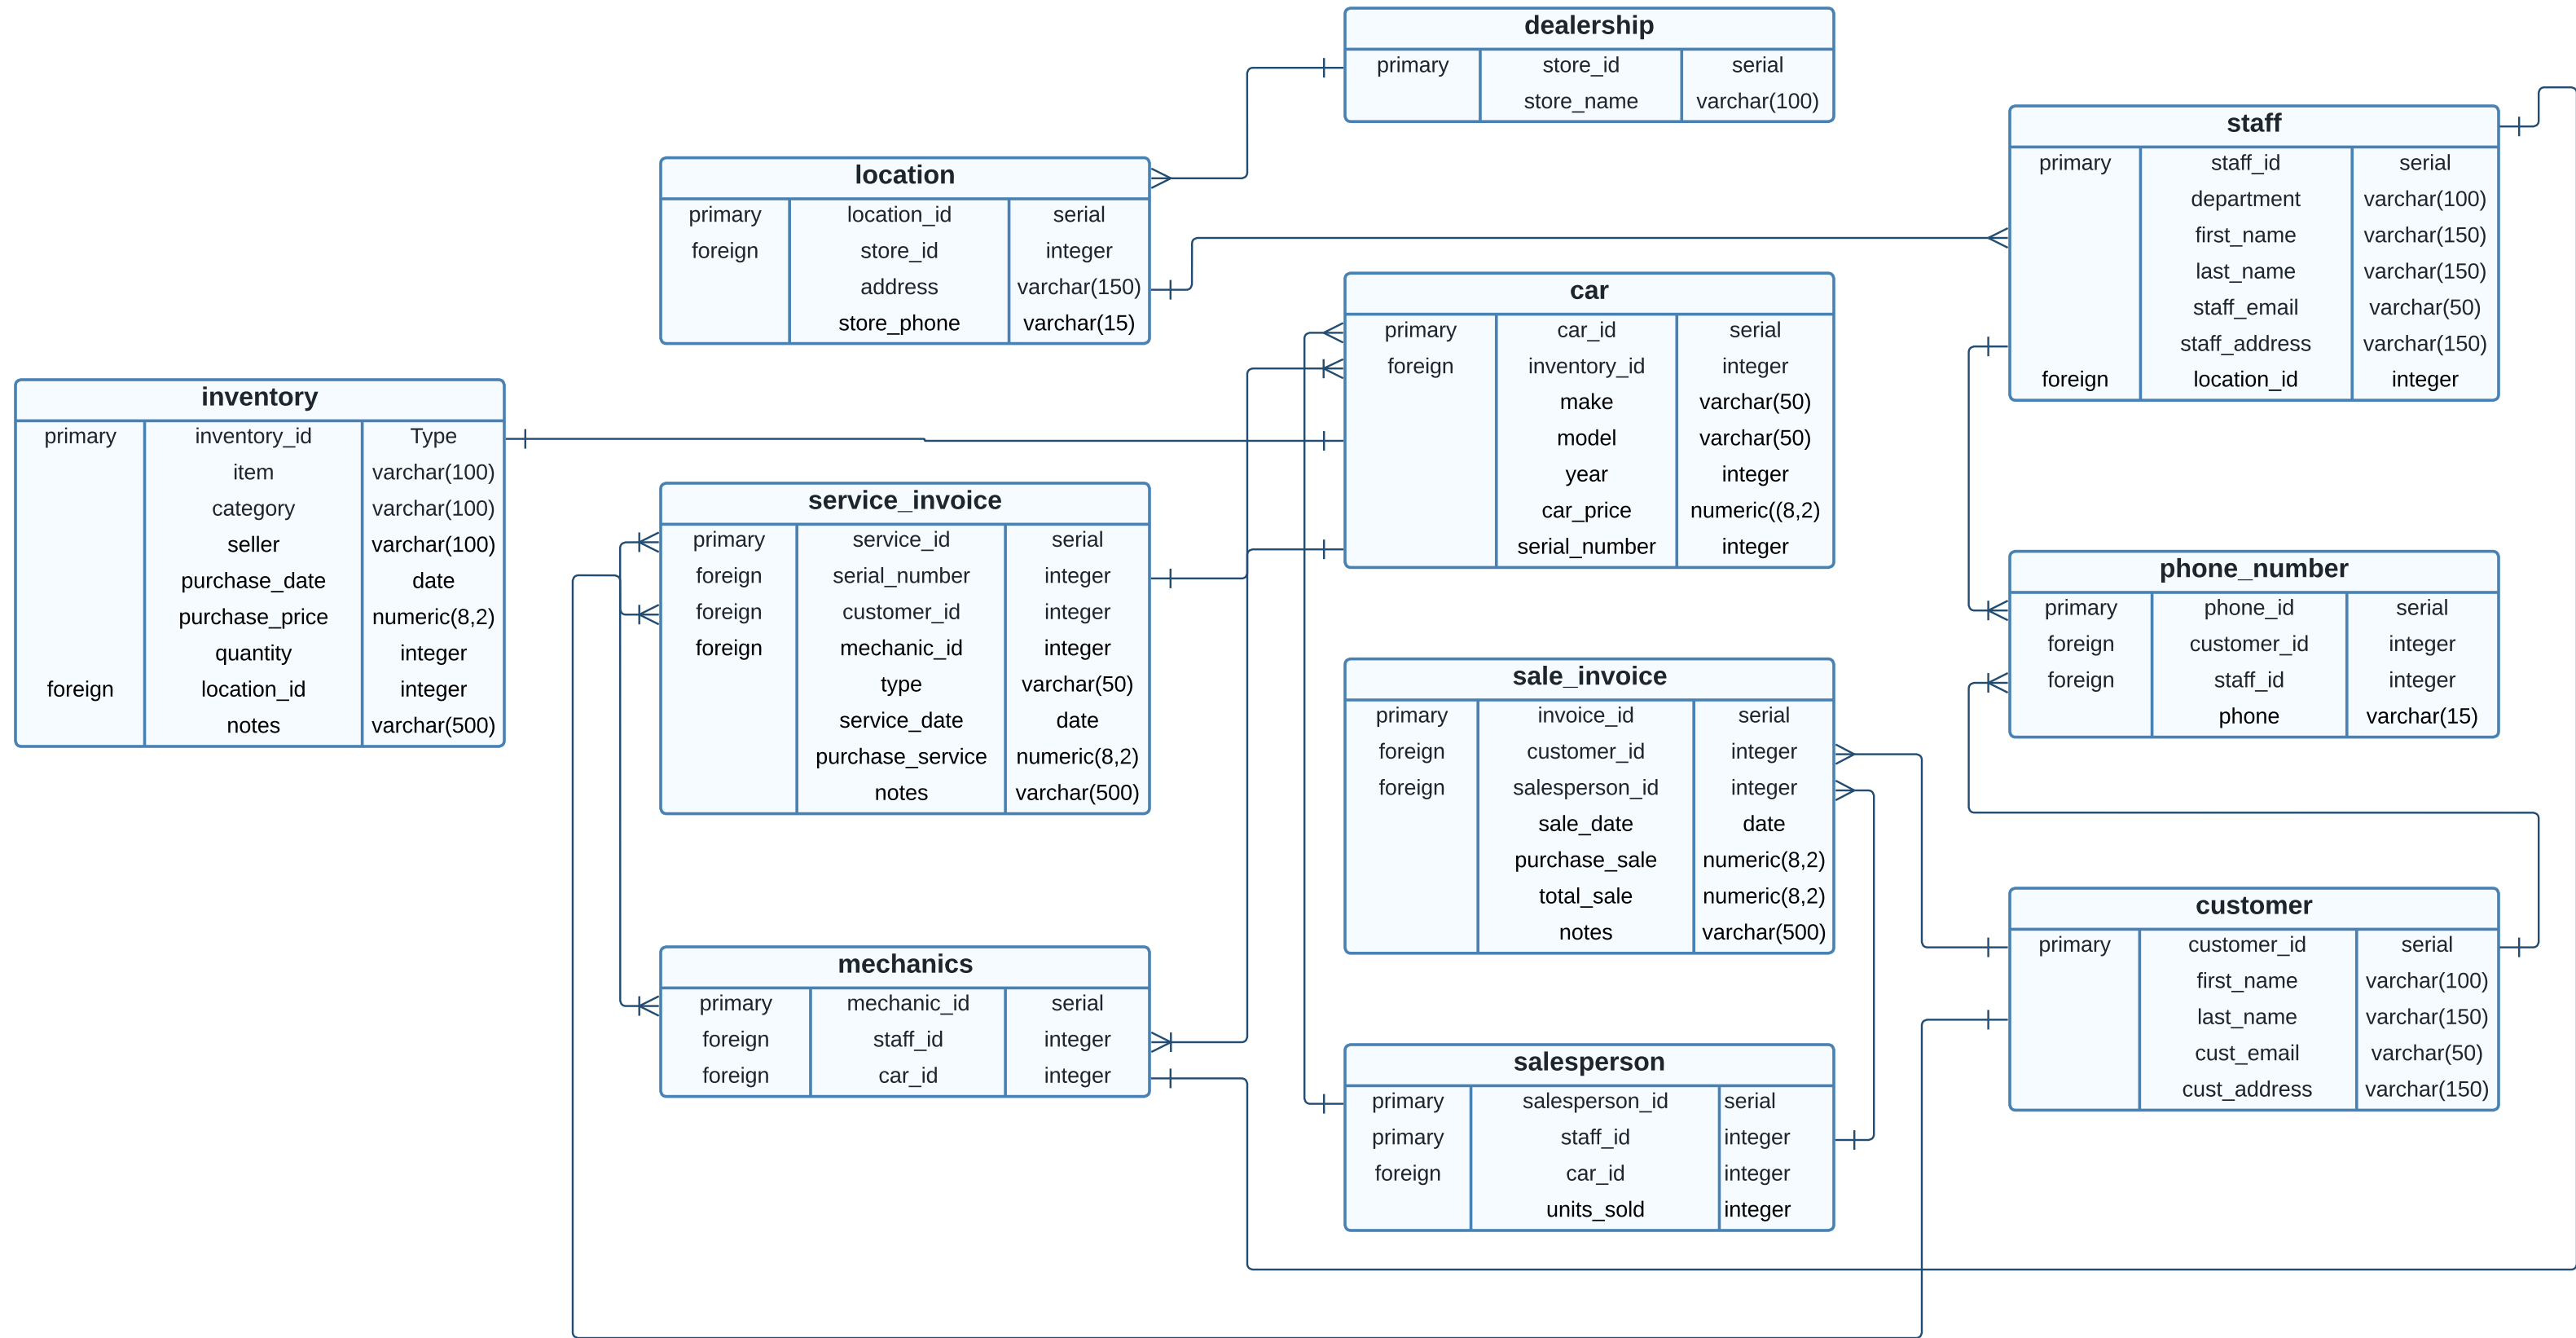 dealership
primary store_id serial
store_name varchar(100)
staff
primary staff_id serial
department varchar(100)
first_name varchar(150)
last_name varchar(150)
staff_email varchar(50)
staff_address varchar(150)
foreign location_id integer
location
primary location_id serial
foreign store_id integer
address varchar(150)
store_phone varchar(15)
car
primary car_id serial
foreign inventory_id integer
make varchar(50)
model varchar(50)
year integer
car_price numeric((8,2)
serial_number integer
inventory
primary inventory_id Type
item varchar(100)
category varchar(100)
seller varchar(100)
purchase_date date
purchase_price numeric(8,2)
quantity integer
foreign location_id integer
notes varchar(500)
service_invoice
primary service_id serial
foreign serial_number integer
foreign customer_id integer
foreign mechanic_id integer
type varchar(50)
service_date date
purchase_service numeric(8,2)
notes varchar(500)
phone_number
primary phone_id serial
foreign customer_id integer
foreign staff_id integer
phone varchar(15)
sale_invoice
primary invoice_id serial
foreign customer_id integer
foreign salesperson_id integer
sale_date date
purchase_sale numeric(8,2)
total_sale numeric(8,2)
notes varchar(500)
customer
primary customer_id serial
first_name varchar(100)
last_name varchar(150)
cust_email varchar(50)
cust_address varchar(150)
mechanics
primary mechanic_id serial
foreign staff_id integer
foreign car_id integer
salesperson
primary salesperson_id serial
primary staff_id integer
foreign car_id integer
units_sold integer